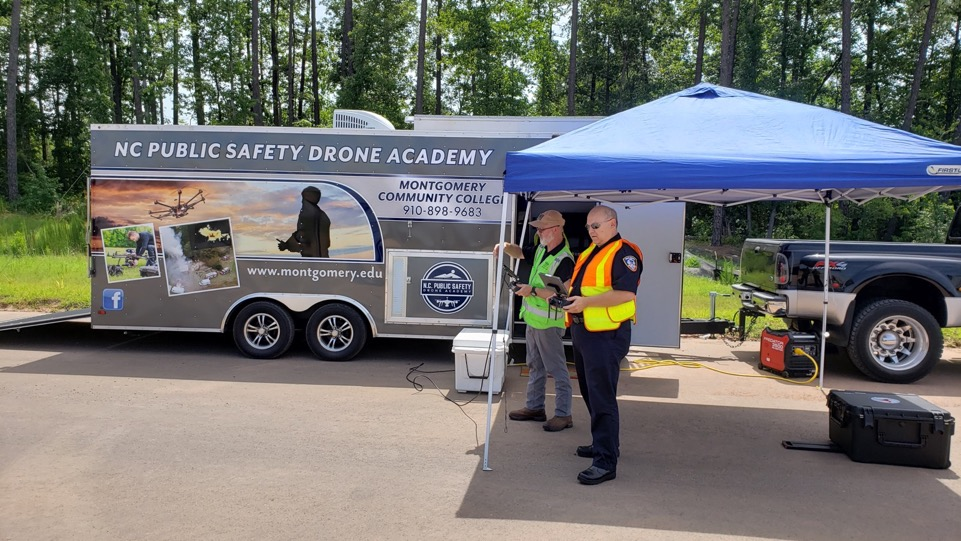 NC PUBLIC SAFETY DRONE ACADEMY
MONTGOMERY
COMMUNITY COLLEGE
910-898-9683
www.montgomery.edu
f
N.C. PUBLIC SAFETY
DRONE ACADEMY